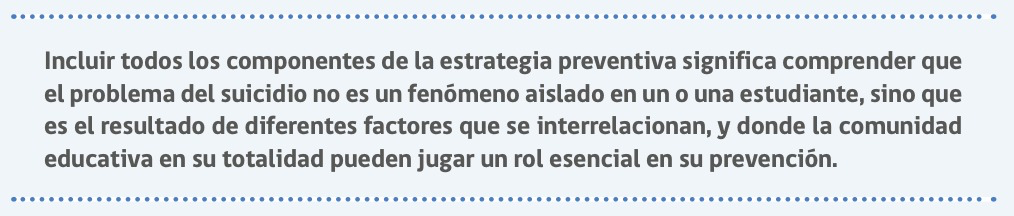 Incluir todos los componentes de la estrategia preventiva significa comprender que
el problema del suicidio no es un fenómeno aislado en un o una estudiante, sino que
es el resultado de diferentes factores que se interrelacionan, y donde la comunidad
educativa en su totalidad pueden jugar un rol esencial en su prevención.